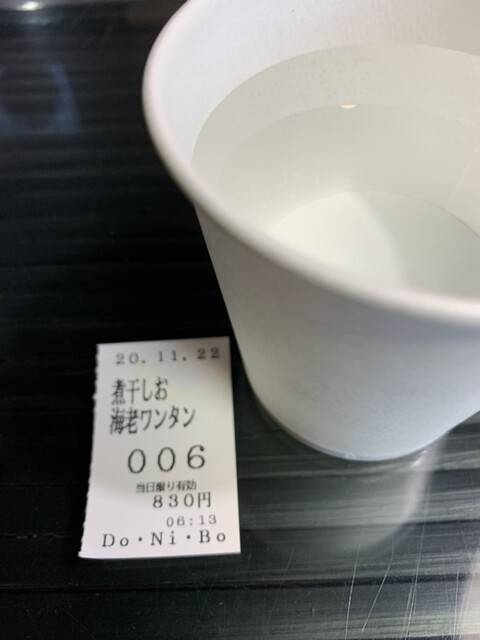 20.11.22
煮干しお
海老ワンタン
006
当日限り有効
830円
06:13
Do・Ni・Bo